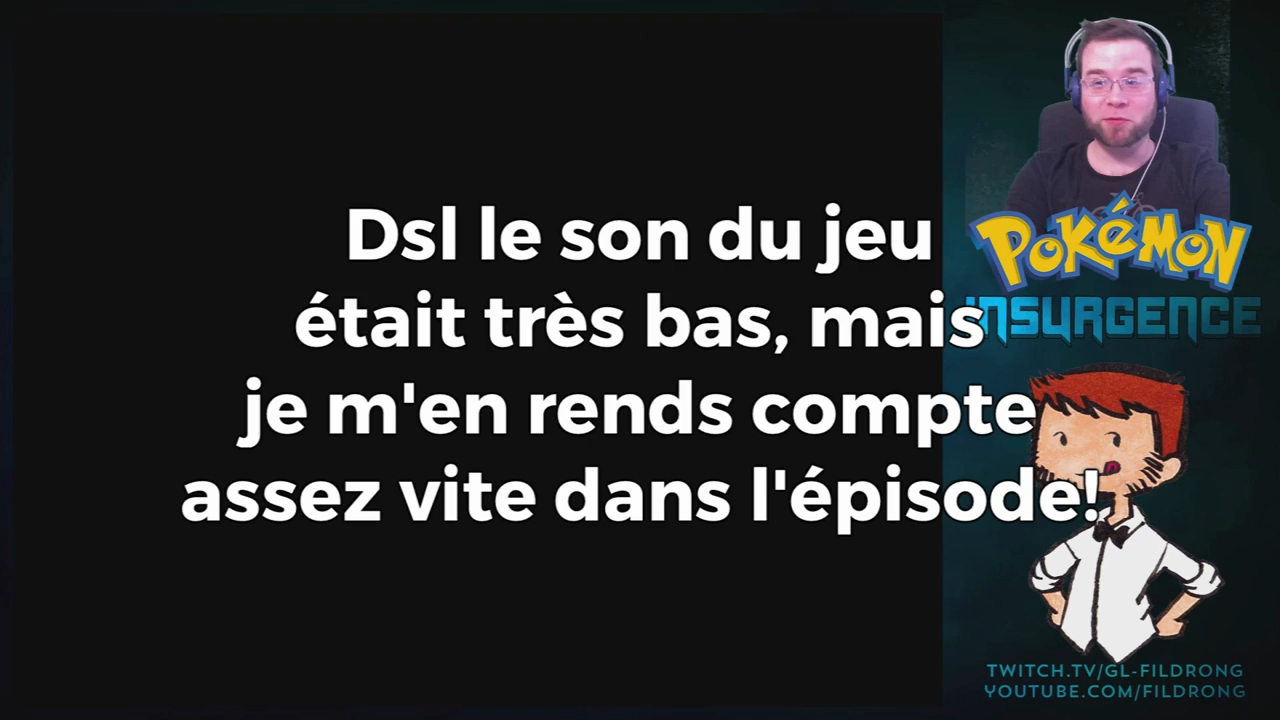 Dsl le son du jeu
était très bas, mais
je m'en rends compte
assez vite dans l'épisode!
POKéMON
INSURGENCE
TWITCH.TV/GL-FILDRONG
YOUTUBE.COM/FILDRONG